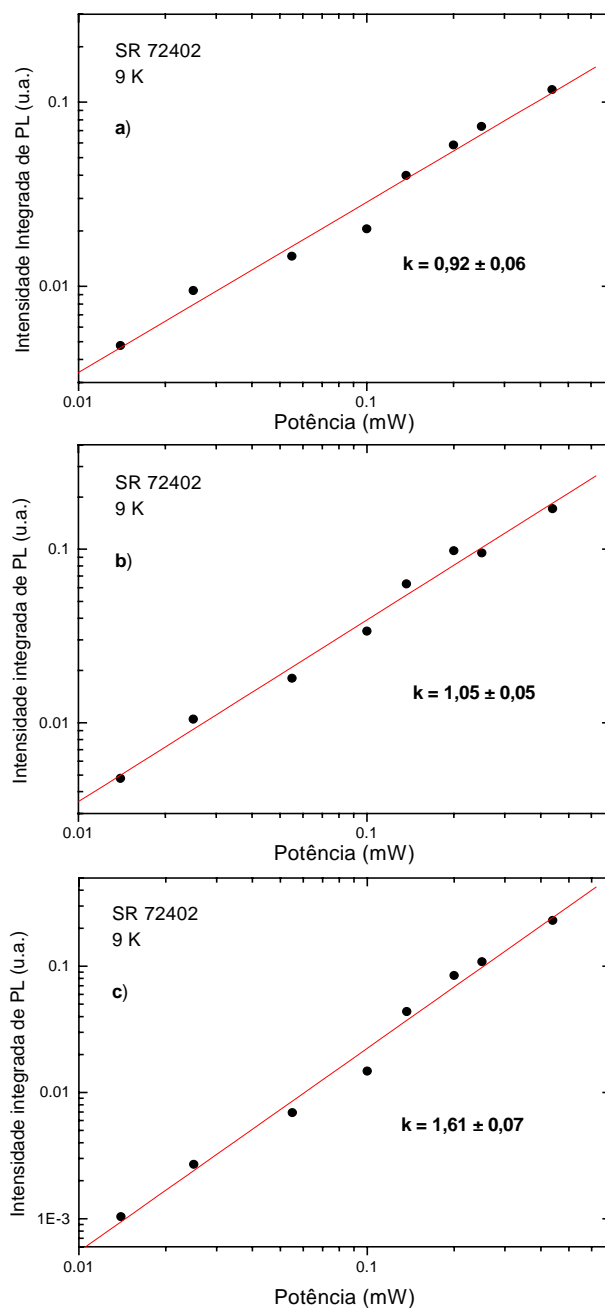 Intensidade Integrada de PL (u.a.)
SR 72402
9 K
a)
0.1
0.01
k = 0,92 ± 0,06
0.01
0.1
Potência (mW)
Intensidade integrada de PL (u.a.)
SR 72402
9 K
b)
0.1
0.01
k = 1,05 ± 0,05
0.01
0.1
Potência (mW)
Intensidade integrada de PL (u.a.)
SR 72402
9 K
c)
0.1
0.01
1E-3
k = 1,61 ± 0,07
0.01
0.1
Potência (mW)